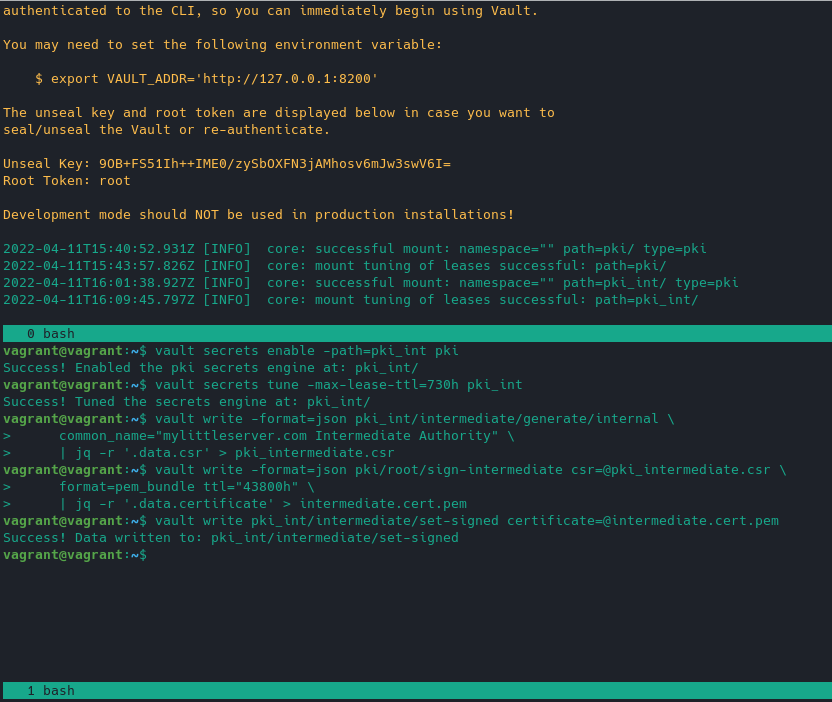 authenticated to the CLI, so you can immediately begin using Vault.
You may need to set the following environment variable:
$ export VAULT_ADDR='http://127.0.0.1:8200'
The unseal key and root token are displayed below in case you want to
seal/unseal the Vault or re-authenticate.
Unseal Key: 9OB+FS51Ih++IME0/zySbOXFN3jAMhosv6mJw3swV6I=
Root Token: root
Development mode should NOT be used in production installations!
2022-04-11T15:40:52.931Z [INFO]  core: successful mount: namespace="" path=pki/ type=pki
2022-04-11T15:43:57.826Z [INFO]  core: mount tuning of leases successful: path=pki/
2022-04-11T16:01:38.927Z [INFO]  core: successful mount: namespace="" path=pki_int/ type=pki
2022-04-11T16:09:45.797Z [INFO]  core: mount tuning of leases successful: path=pki_int/
0 bash
vagrant@vagrant:~$ vault secrets enable -path=pki_int pki
Success! Enabled the pki secrets engine at: pki_int/
vagrant@vagrant:~$ vault secrets tune -max-lease-ttl=730h pki_int
Success! Tuned the secrets engine at: pki_int/
vagrant@vagrant:~$ vault write -format=json pki_int/intermediate/generate/internal \
>      common_name="mylittleserver.com Intermediate Authority" \
>      | jq -r '.data.csr' > pki_intermediate.csr
vagrant@vagrant:~$ vault write -format=json pki/root/sign-intermediate csr=@pki_intermediate.csr \
>      format=pem_bundle ttl="43800h" \
>      | jq -r '.data.certificate' > intermediate.cert.pem
vagrant@vagrant:~$ vault write pki_int/intermediate/set-signed certificate=@intermediate.cert.pem
Success! Data written to: pki_int/intermediate/set-signed
vagrant@vagrant:~$
1 bash